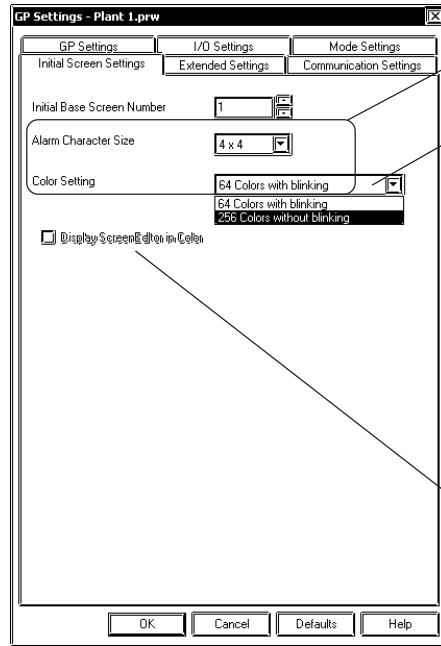 GP Settings - Plant 1.prw
GP Settings I/O Settings Mode Settings
Initial Screen Settings Extended Settings Communication Settings
Initial Base Screen Number 1
Alarm Character Size 4 x 4
Color Setting 64 Colors with blinking
64 Colors with blinking
256 Colors without blinking
Display ScreenEditor in Color
OK Cancel Defaults Help